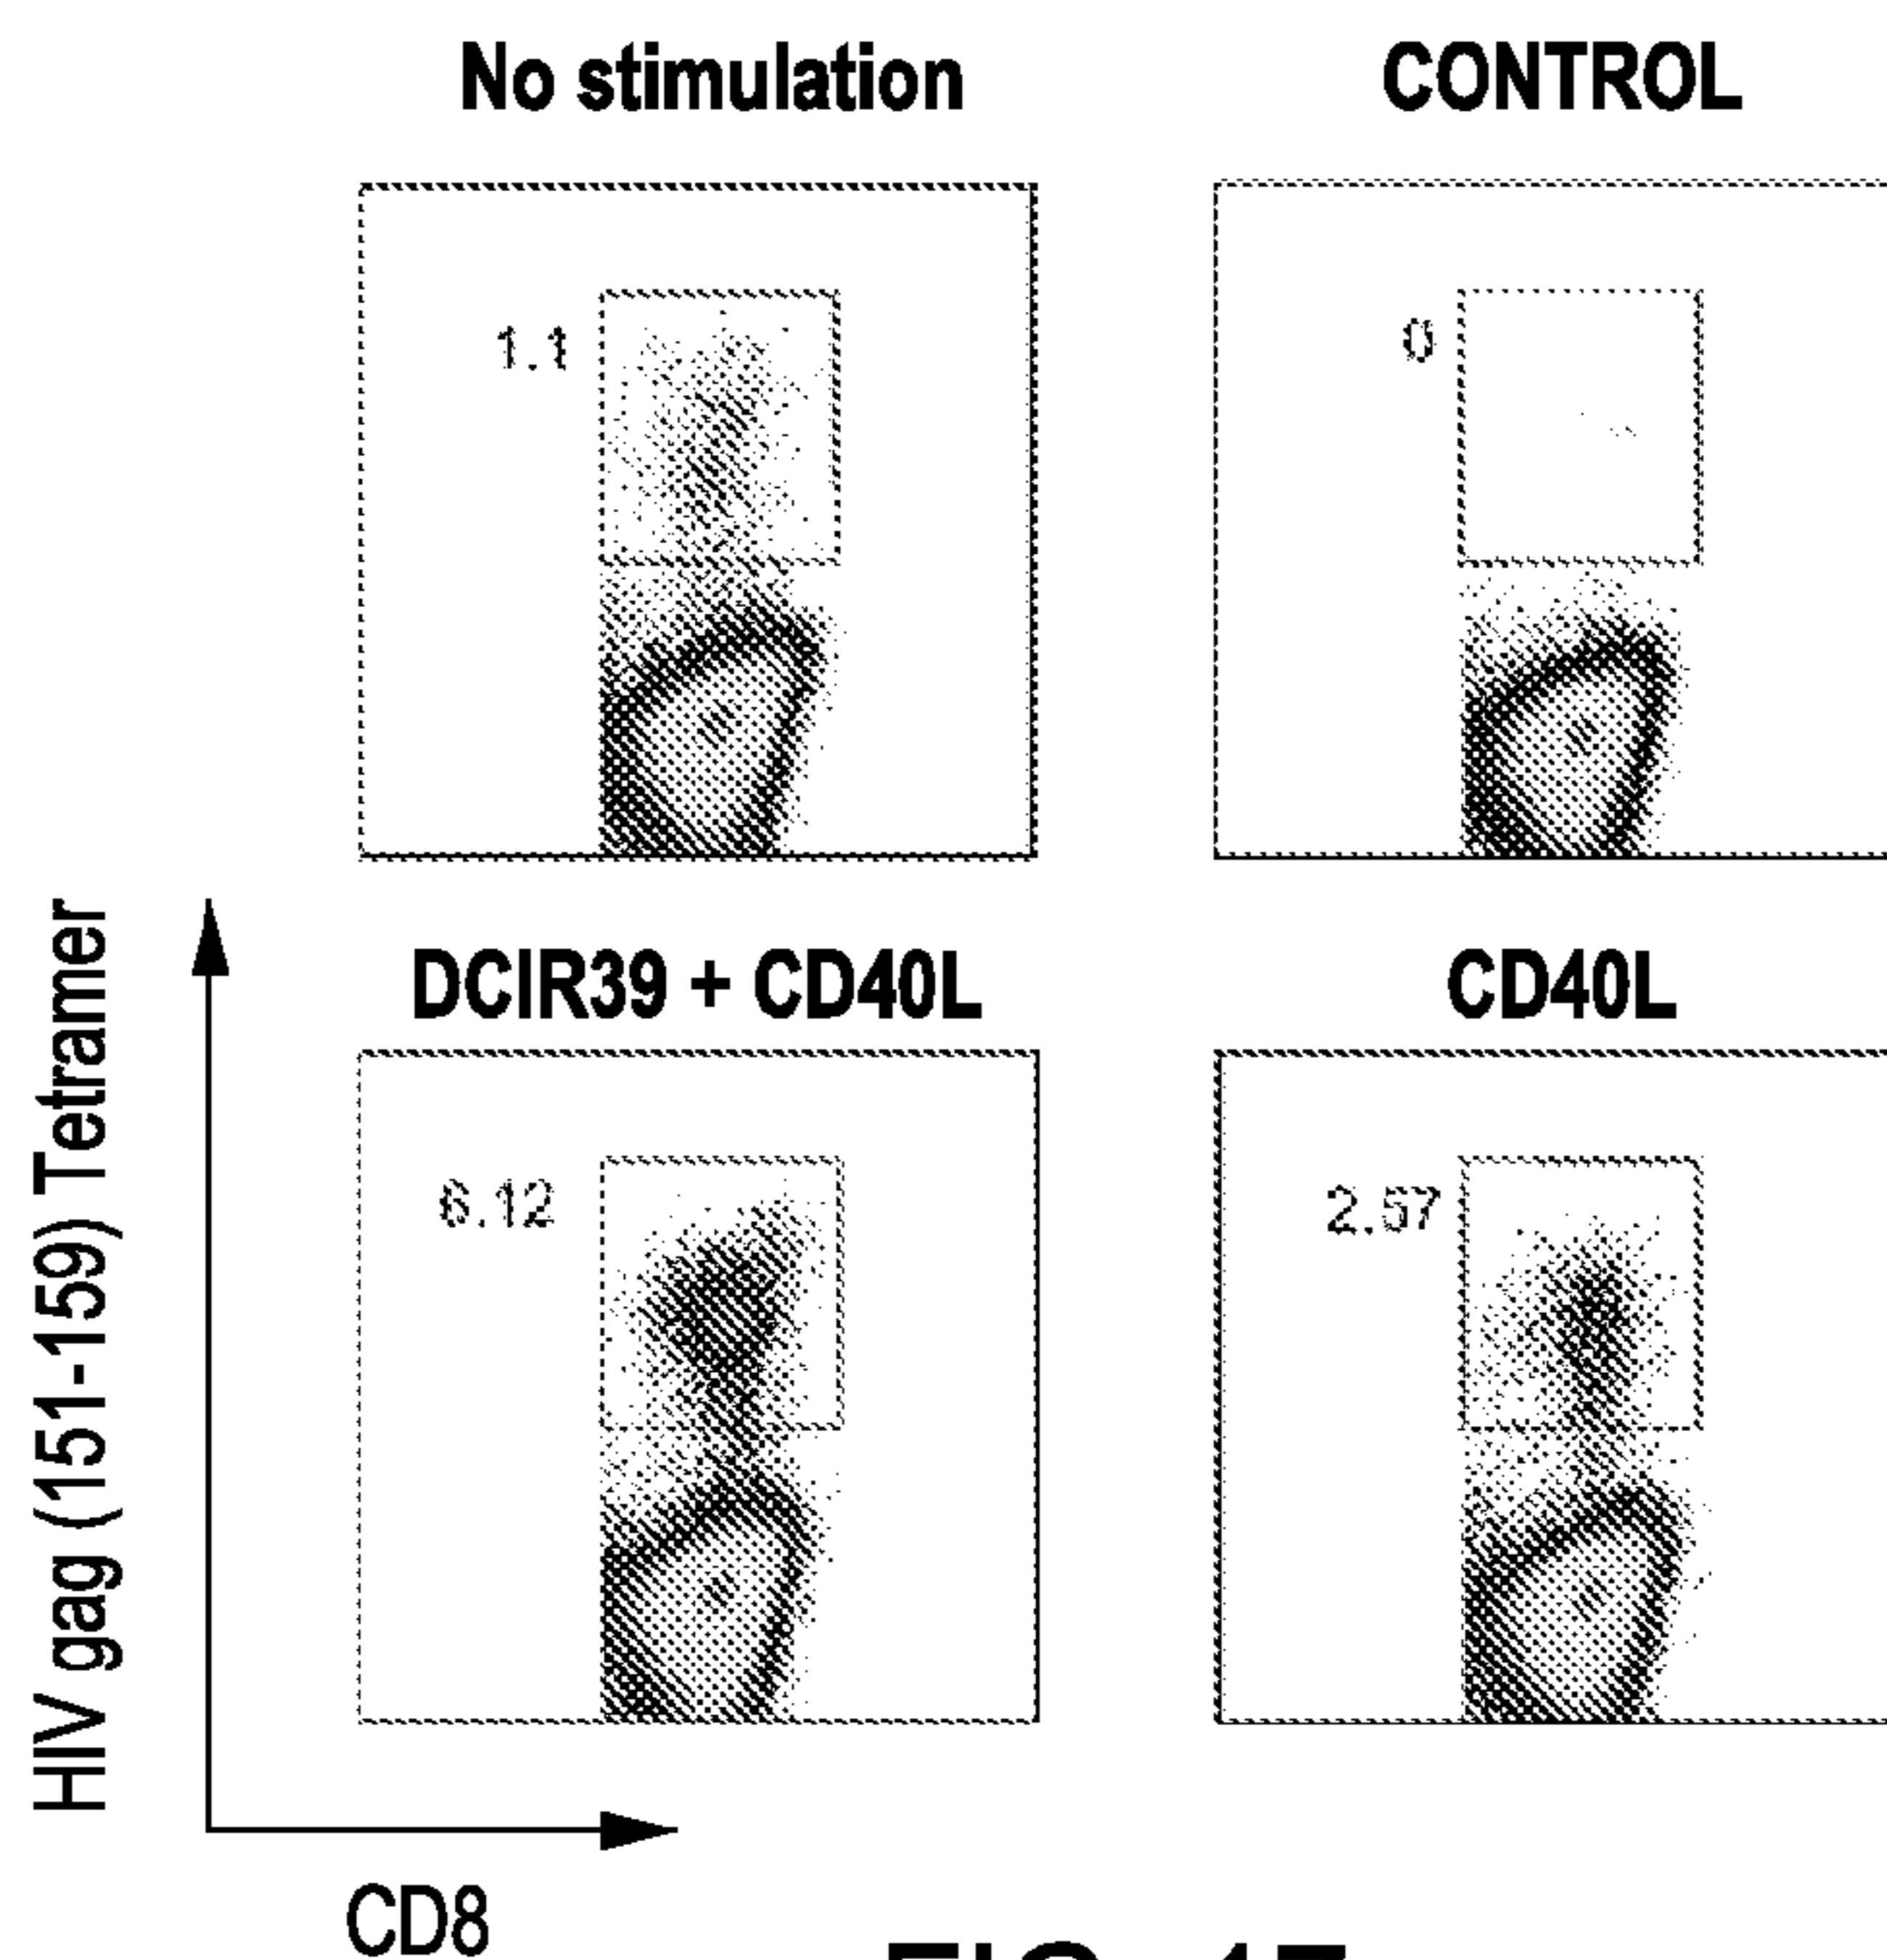 No stimulation
CONTROL
1.1
0
HIV gag (151-159) Tetramer
DCIR39 + CD40L
CD40L
6.12
2.57
CD8